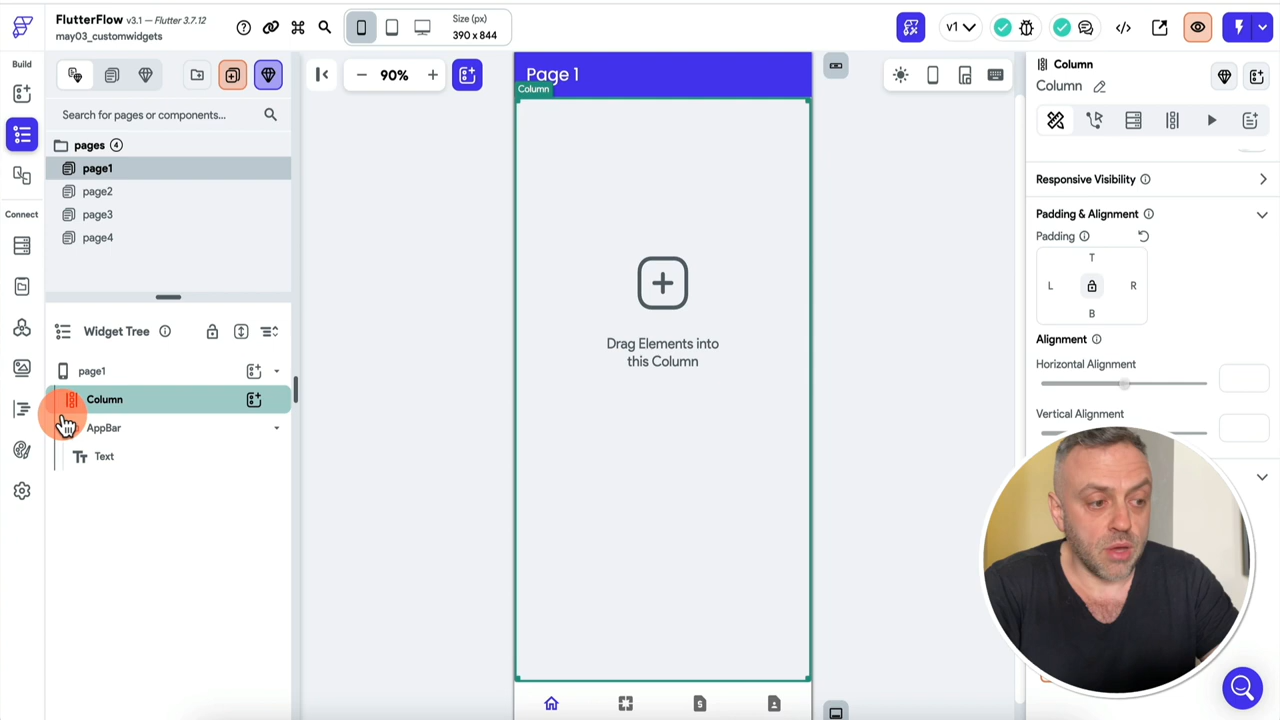 FlutterFlow v3.1 – Flutter 3.7.12
may03_customwidgets
Size (px)
390 x 844
v1
Build
Connect
Search for pages or components...
pages 4
page1
page2
page3
page4
Widget Tree
page1
Column
AppBar
Text
90%
Page 1
Column
Drag Elements into
this Column
Column
Column
Responsive Visibility
Padding & Alignment
Padding
T
L
R
B
Alignment
Horizontal Alignment
Vertical Alignment